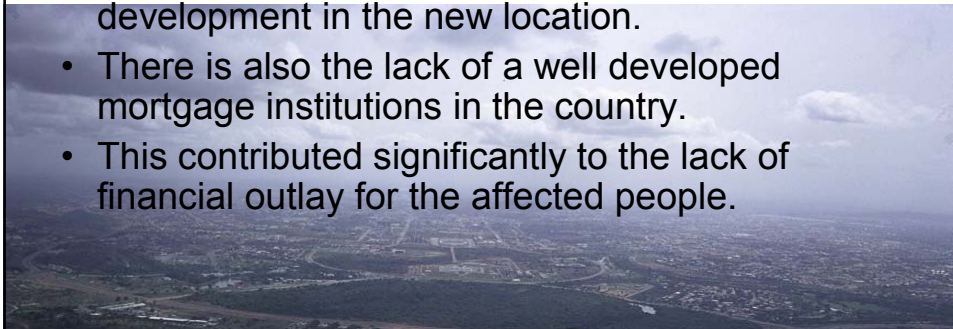 development in the new location.
• There is also the lack of a well developed
mortgage institutions in the country.
• This contributed significantly to the lack of
financial outlay for the affected people.